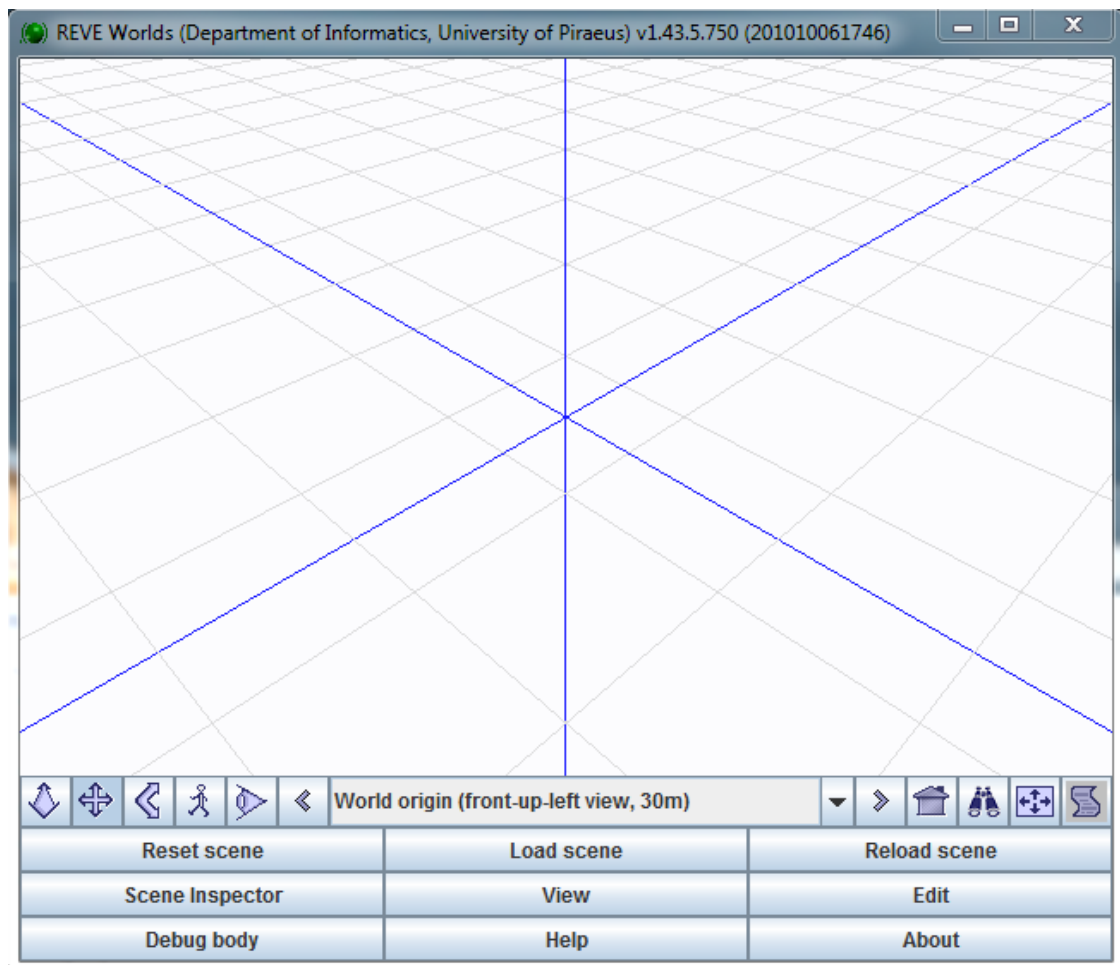 REVE Worlds (Department of Informatics, University of Piraeus) v1.43.5.750 (201010061746)
World origin (front-up-left view, 30m)
Reset scene Load scene Reload scene
Scene Inspector View Edit
Debug body Help About